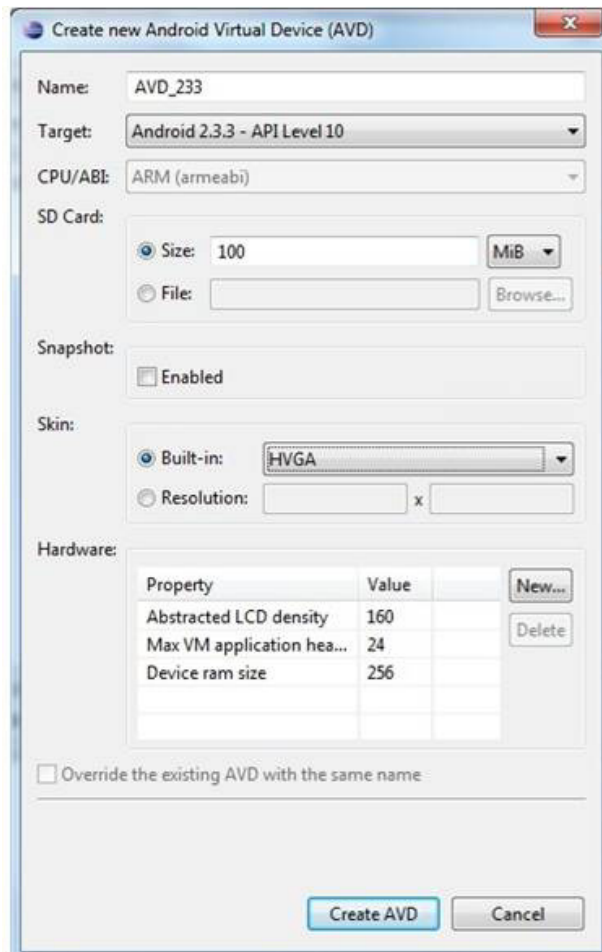 Create new Android Virtual Device (AVD)
Name: AVD_233
Target: Android 2.3.3 - API Level 10
CPU/ABI: ARM (armeabi)
SD Card:
Size: 100 MiB
File: Browse...
Snapshot:
Enabled
Skin:
Built-in: HVGA
Resolution: x
Hardware:
Property Value New...
Abstracted LCD density 160
Delete
Max VM application hea... 24
Device ram size 256
Override the existing AVD with the same name
Create AVD Cancel